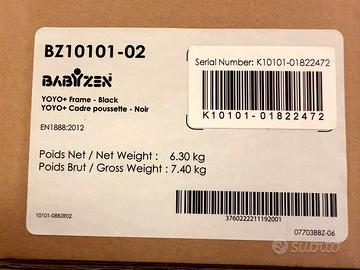 BZ10101-02
BABYZEN
YOYO+ Frame - Black
YOYO+ Cadre poussette - Noir
EN1888:2012
Serial Number: K10101-01822472
K10101-01822472
Poids Net / Net Weight : 6.30 kg
Poids Brut / Gross Weight : 7.40 kg
10101-08BZR02
376022211192001
07703BBZ-06
subito